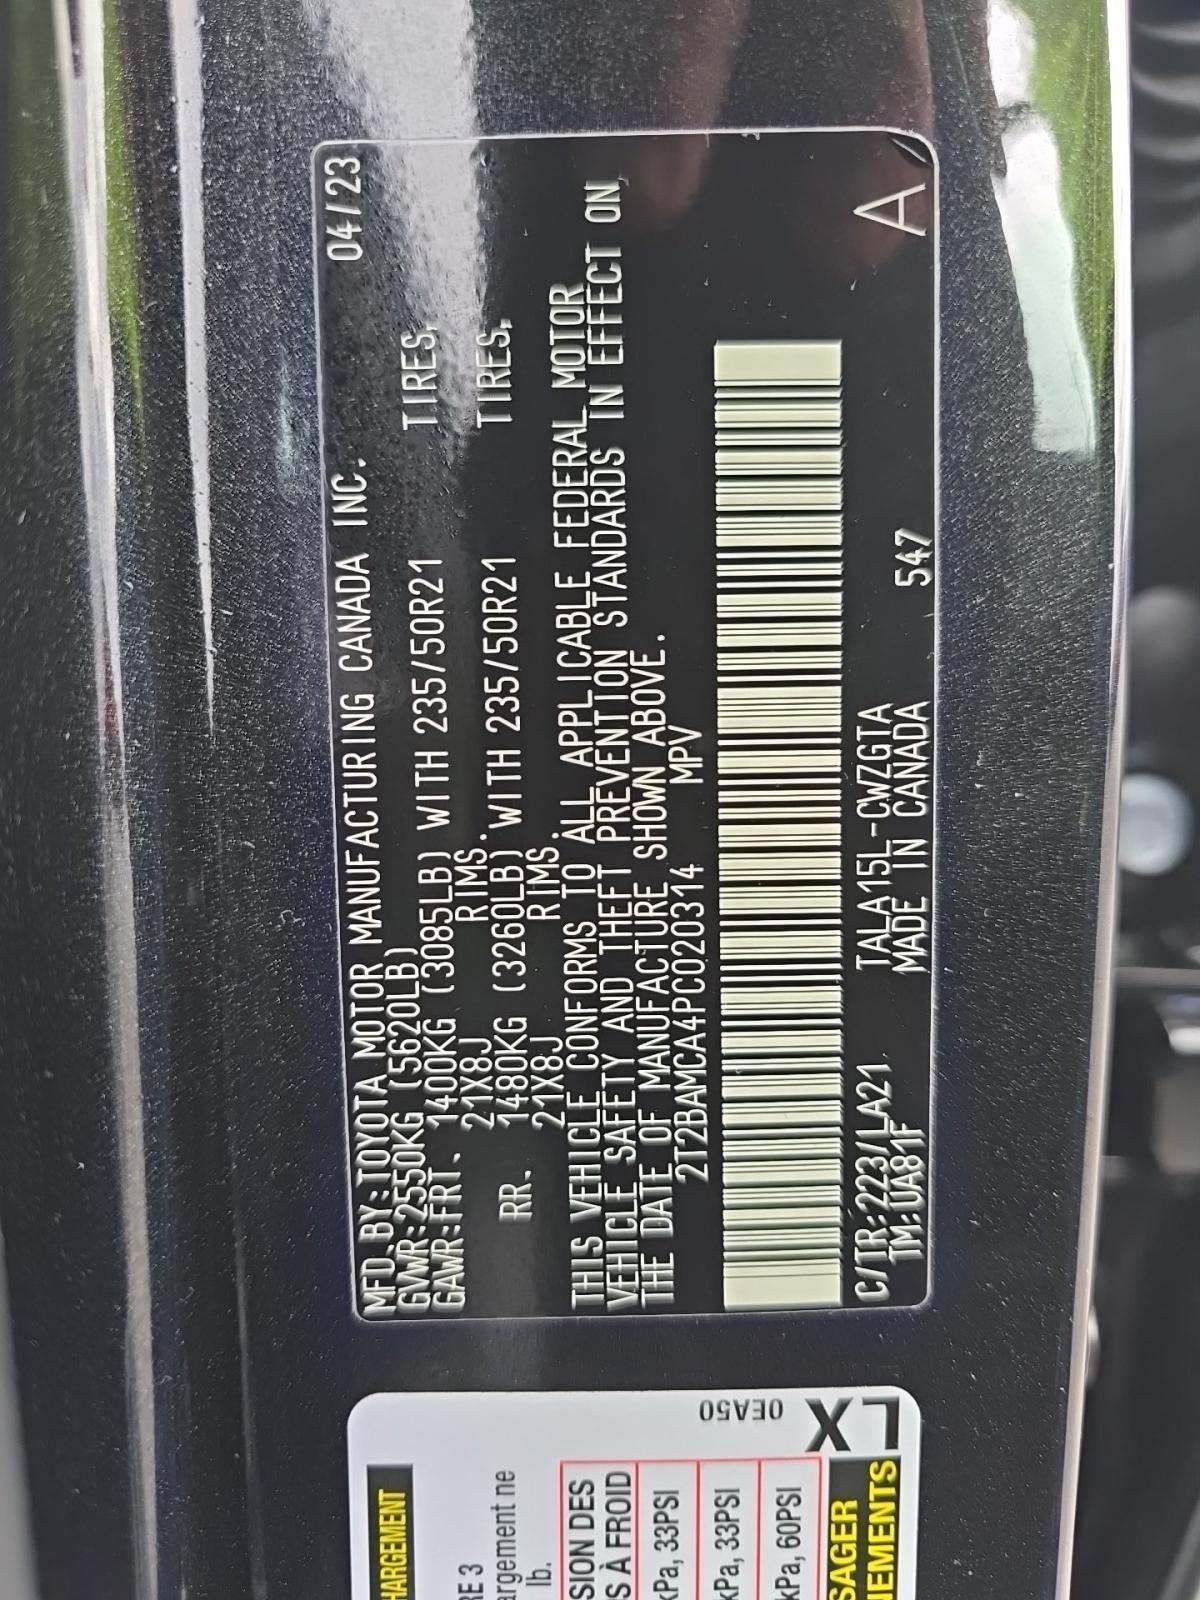 MFD.BY:TOYOTA MOTOR MANUFACTURING CANADA INC. 04/23
GVWR:2550KG (5620LB)
GAWR:FRT. 1400KG (3085LB) WITH 235/50R21 TIRES,
21X8J RIMS.
RR. 1480KG (3260LB) WITH 235/50R21 TIRES,
21X8J RIMS.
THIS VEHICLE CONFORMS TO ALL APPLICABLE FEDERAL MOTOR
VEHICLE SAFETY AND THEFT PREVENTION STANDARDS IN EFFECT ON
THE DATE OF MANUFACTURE SHOWN ABOVE.
2T2BAMCA4PC020314 MPV
C/TR:223/LA21 TALA15L-CWZGTA A
TM:UA81F MADE IN CANADA 547
HARGEMENT
RE 3
argement ne
lb.
SION DES
S À FROID
kPa, 33PSI
kPa, 33PSI
kPa, 60PSI
SAGER
NEMENTS
0EA50
LX